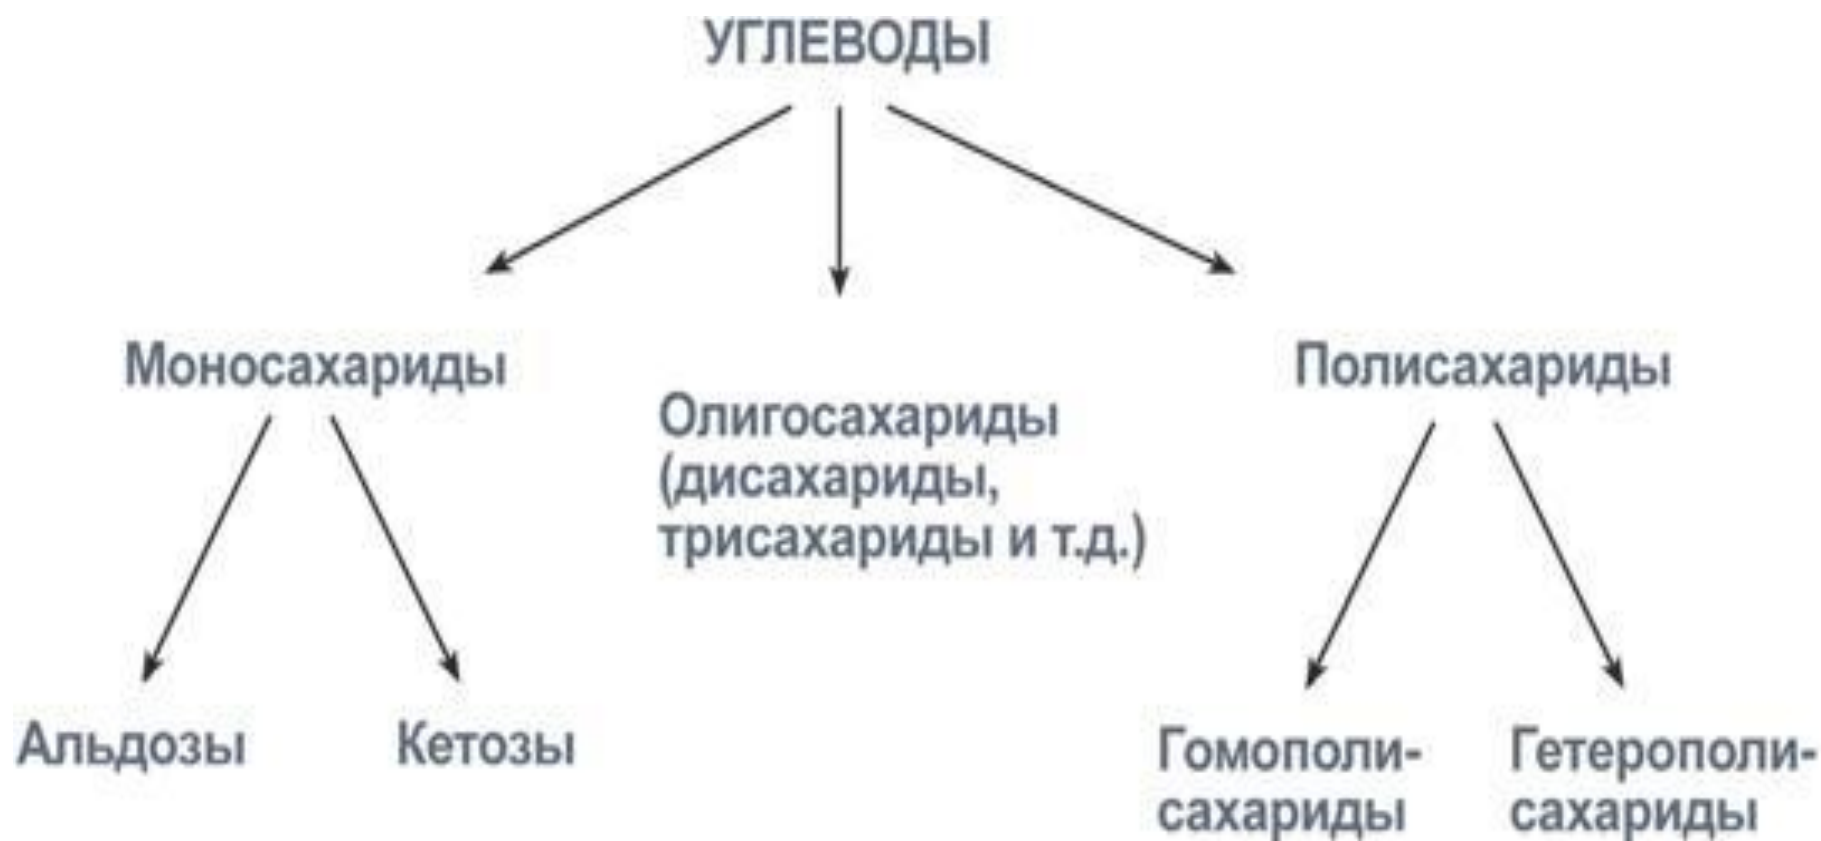 УГЛЕВОДЫ
Моносахариды
Олигосахариды
(дисахариды,
трисахариды и т.д.)
Полисахариды
Альдозы
Кетозы
Гомополи-
сахариды
Гетерополи-
сахариды